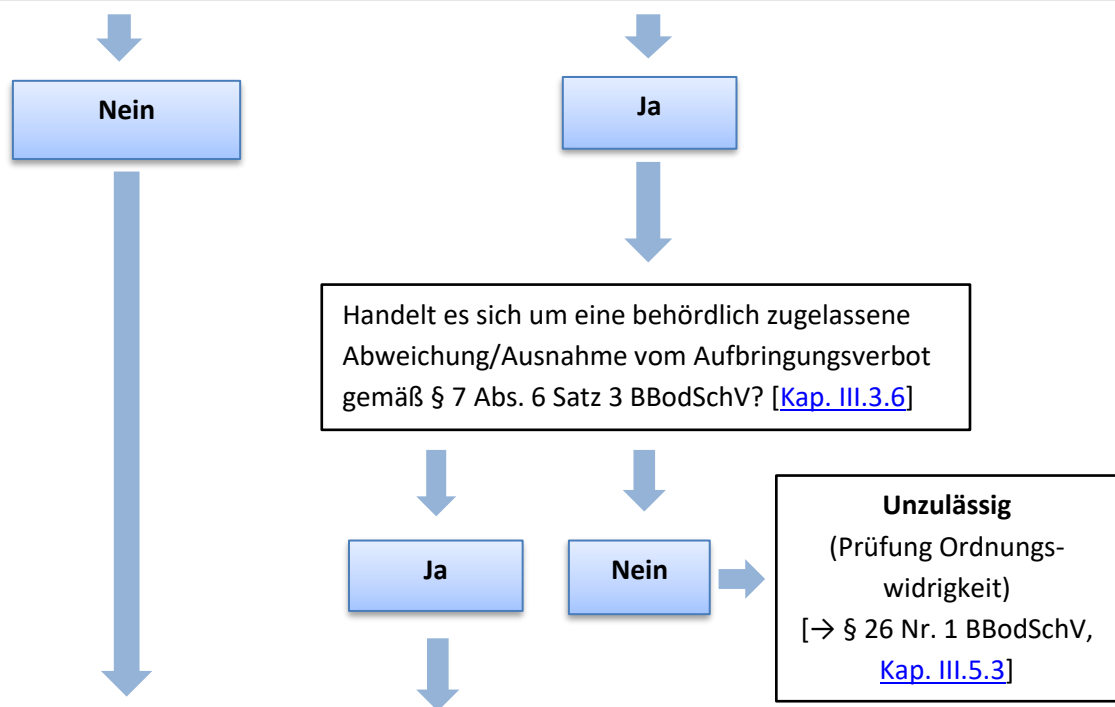 Nein
Ja
Handelt es sich um eine behördlich zugelassene
Abweichung/Ausnahme vom Aufbringungsverbot
gemäß § 7 Abs. 6 Satz 3 BBodSchV? [Kap. III.3.6]
Ja
Nein
Unzulässig
(Prüfung Ordnungs-
widrigkeit)
[→ § 26 Nr. 1 BBodSchV,
Kap. III.5.3]